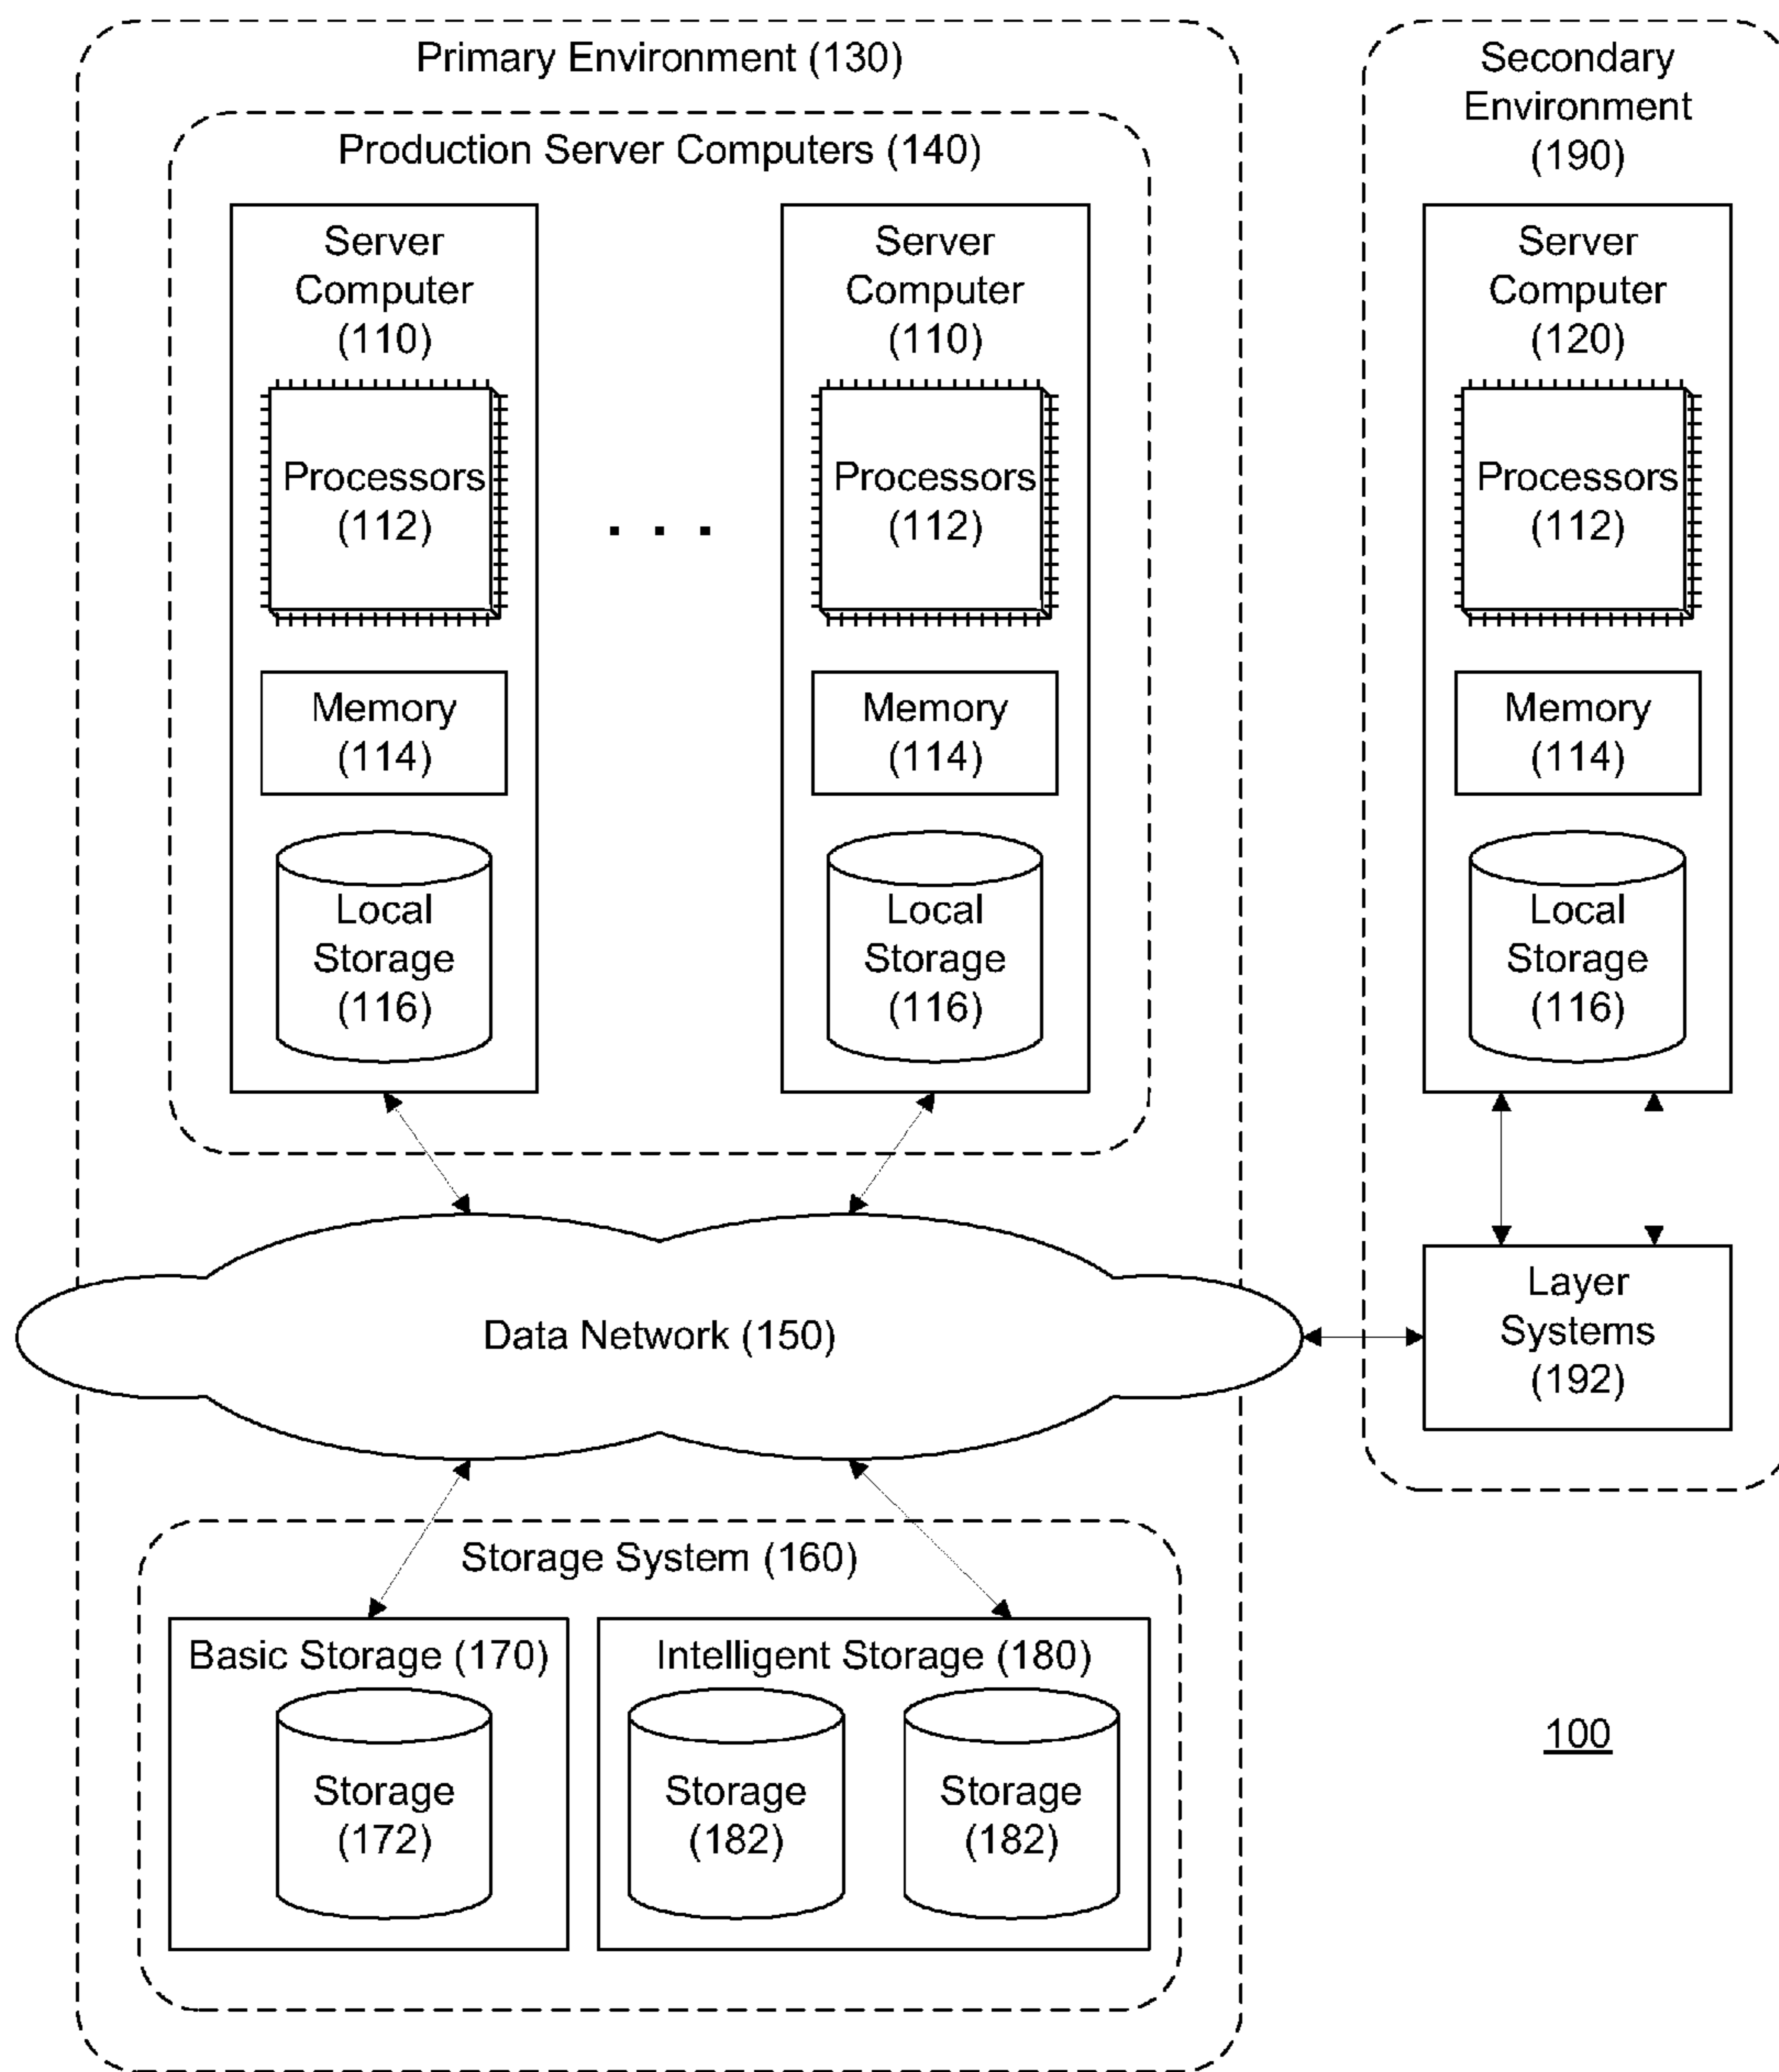 Primary Environment (130)
Production Server Computers (140)
Server
Computer
(110)
Processors
(112)
Memory
(114)
Local
Storage
(116)
. . .
Server
Computer
(110)
Processors
(112)
Memory
(114)
Local
Storage
(116)
Secondary
Environment
(190)
Server
Computer
(120)
Processors
(112)
Memory
(114)
Local
Storage
(116)
Data Network (150)
Layer
Systems
(192)
Storage System (160)
Basic Storage (170)
Storage
(172)
Intelligent Storage (180)
Storage
(182)
Storage
(182)
100